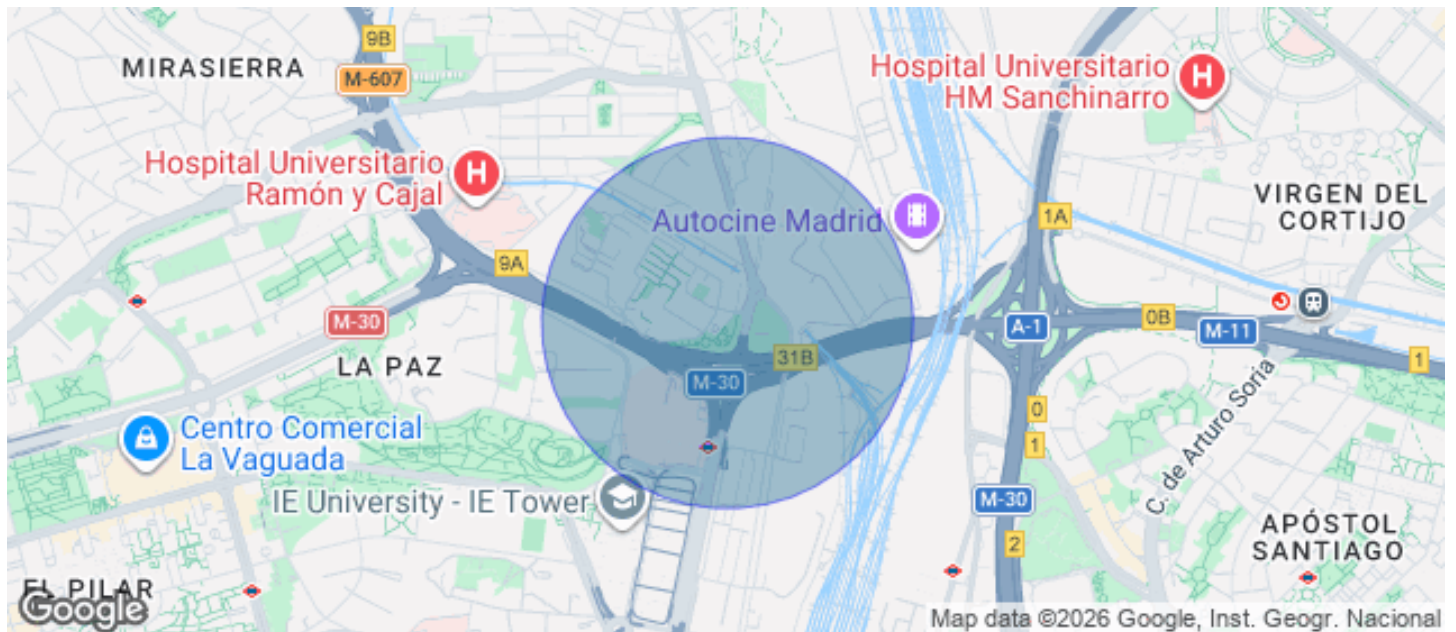 9B
MIRASIERRA
M-607
Hospital Universitario
HM Sanchinarro
Hospital Universitario
Ramón y Cajal
VIRGEN DEL
CORTIJO
Autocine Madrid
1A
9A
M-30
A-1
0B
M-11
1
31B
LA PAZ
M-30
0
1
C. de Arturo Soria
Centro Comercial
La Vaguada
IE University - IE Tower
M-30
2
APÓSTOL
SANTIAGO
EL PILAR
Google
Map data ©2026 Google, Inst. Geogr. Nacional